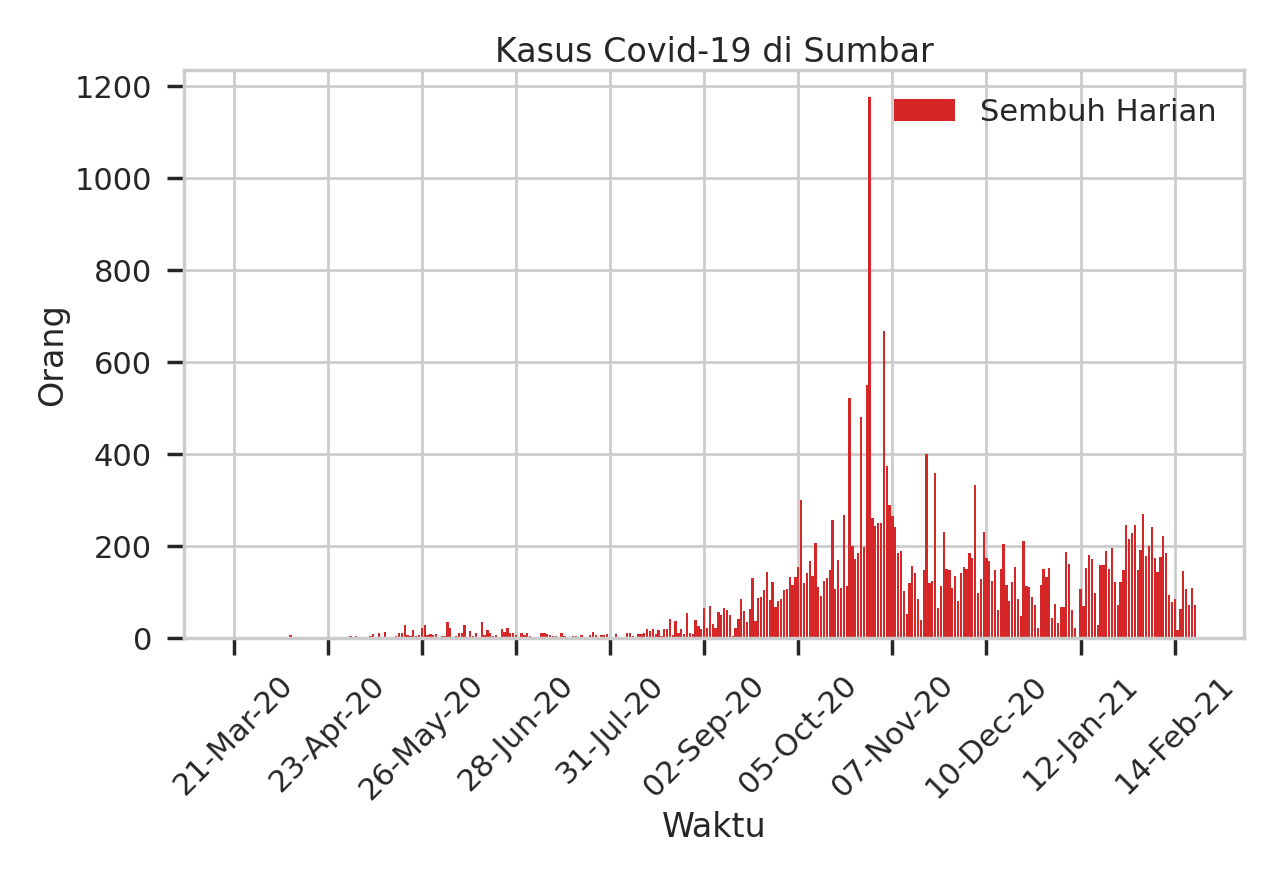 Kasus Covid-19 di Sumbar
Sembuh Harian
Orang
1200
1000
800
600
400
200
0
21-Mar-20
23-Apr-20
26-May-20
28-Jun-20
31-Jul-20
02-Sep-20
05-Oct-20
07-Nov-20
10-Dec-20
12-Jan-21
14-Feb-21
Waktu